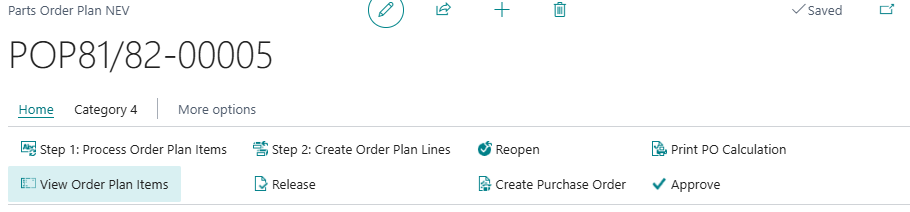 Parts Order Plan NEV
Saved
POP81/82-00005
Home Category 4 More options
Step 1: Process Order Plan Items Step 2: Create Order Plan Lines Reopen Print PO Calculation
View Order Plan Items Release Create Purchase Order Approve